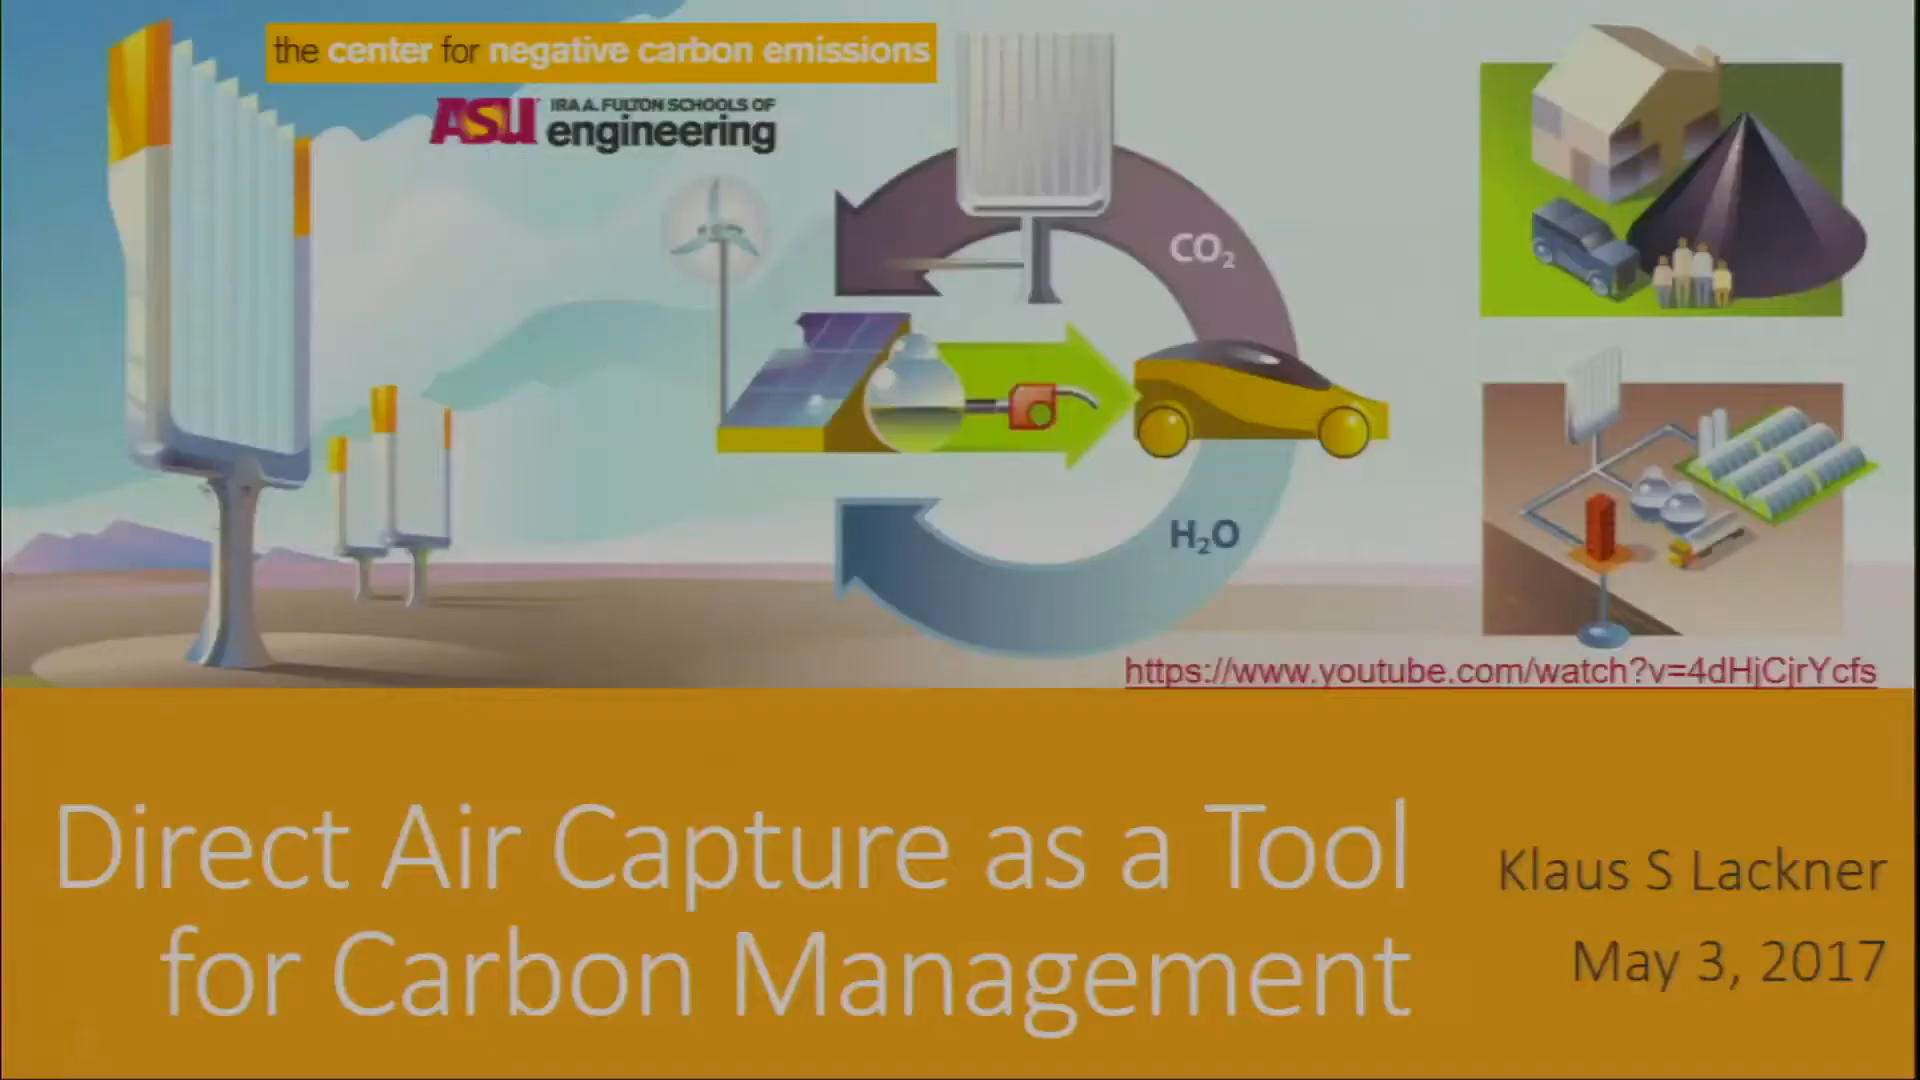 the center for negative carbon emissions
ASU IRA A. FULTON SCHOOLS OF
engineering
CO₂
H₂O
https://www.youtube.com/watch?v=4dHjCjrYcfs
Direct Air Capture as a Tool
for Carbon Management
Klaus S Lackner
May 3, 2017